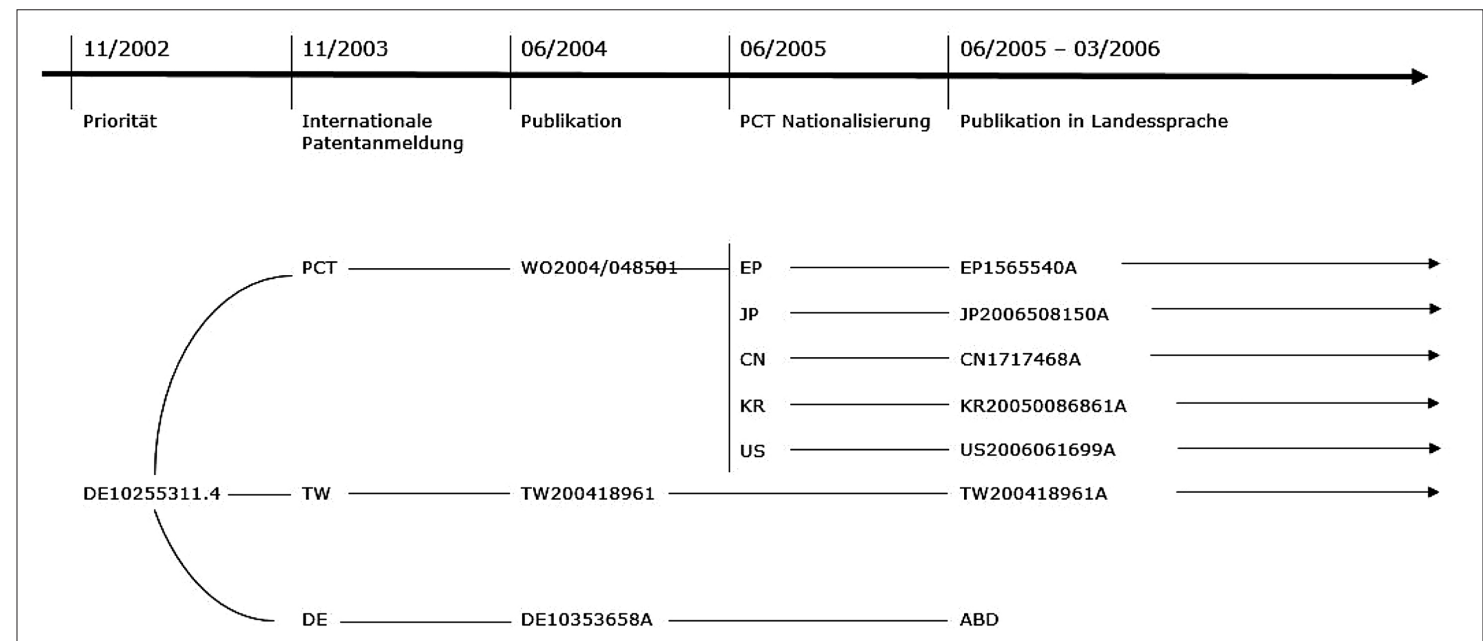 11/2002
11/2003
06/2004
06/2005
06/2005 – 03/2006
Priorität
Internationale
Patentanmeldung
Publikation
PCT Nationalisierung
Publikation in Landessprache
PCT
WO2004/048501
EP
EP1565540A
JP
JP2006508150A
CN
CN1717468A
KR
KR20050086861A
US
US2006061699A
DE10255311.4
TW
TW200418961
TW200418961A
DE
DE10353658A
ABD